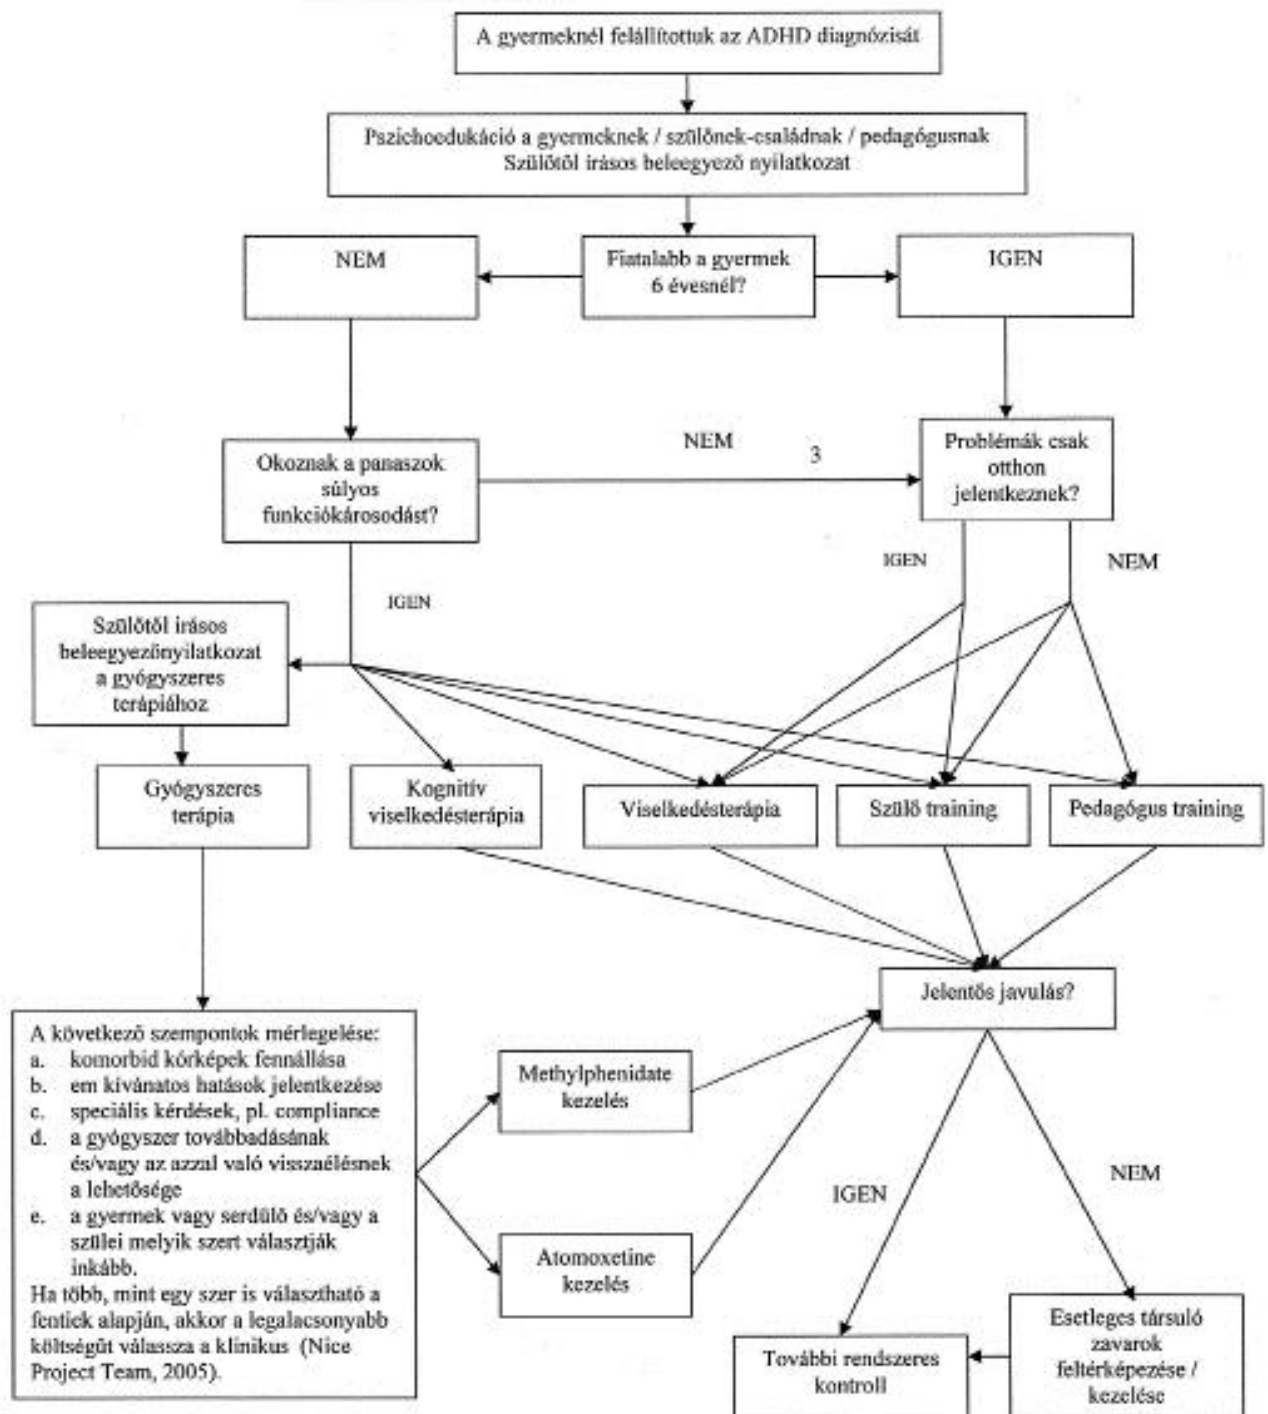 A gyermeknél felállítottuk az ADHD diagnózisát
Pszichoedukáció a gyermeknek / szülőnek-családnak / pedagógusnak
Szülőtől írásos beleegyező nyilatkozat
NEM
Fiatalabb a gyermek
6 évesnél?
IGEN
Okoznak a panaszok
súlyos
funkciókárosodást?
NEM
3
Problémák csak
otthon
jelentkeznek?
IGEN
NEM
IGEN
Szülőtől írásos
beleegyezőnyilatkozat
a gyógyszeres
terápiához
Gyógyszeres
terápia
Kognitív
viselkedésterápia
Viselkedésterápia
Szülő training
Pedagógus training
Jelentős javulás?
A következő szempontok mérlegelése:
a. komorbid kórképek fennállása
b. em kívánatos hatások jelentkezése
c. speciális kérdések, pl. compliance
d. a gyógyszer továbbadásának
és/vagy az azzal való visszaélésnek
a lehetősége
e. a gyermek vagy serdülő és/vagy a
szülei melyik szert választják
inkább.
Ha több, mint egy szer is választható a
fentiek alapján, akkor a legalacsonyabb
költségűt válassza a klinikus (Nice
Project Team, 2005).
Methylphenidate
kezelés
Atomoxetine
kezelés
IGEN
NEM
További rendszeres
kontroll
Esetleges társuló
zavarok
feltérképezése /
kezelése